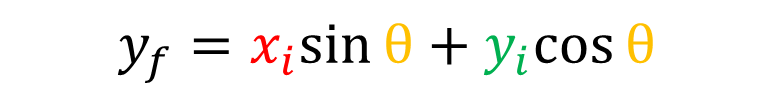 y_f = x_i sin θ + y_i cos θ